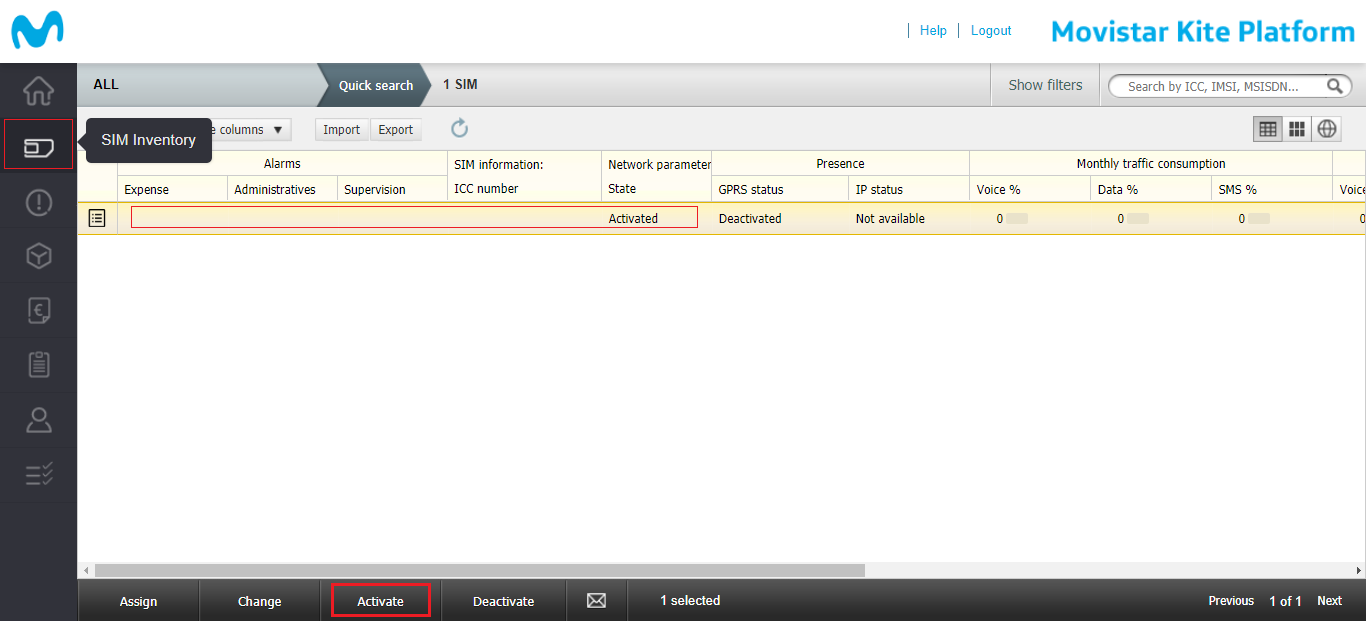 Help
Logout
Movistar Kite Platform
ALL
Quick search
1 SIM
Show filters
Search by ICC, IMSI, MSISDN...
SIM Inventory
columns
Import
Export
Alarms
SIM information:
Network parameter
Presence
Monthly traffic consumption
Expense
Administratives
Supervision
ICC number
State
GPRS status
IP status
Voice %
Data %
SMS %
Voice
Activated
Deactivated
Not available
0
0
0
0
Assign
Change
Activate
Deactivate
1 selected
Previous
1 of 1
Next